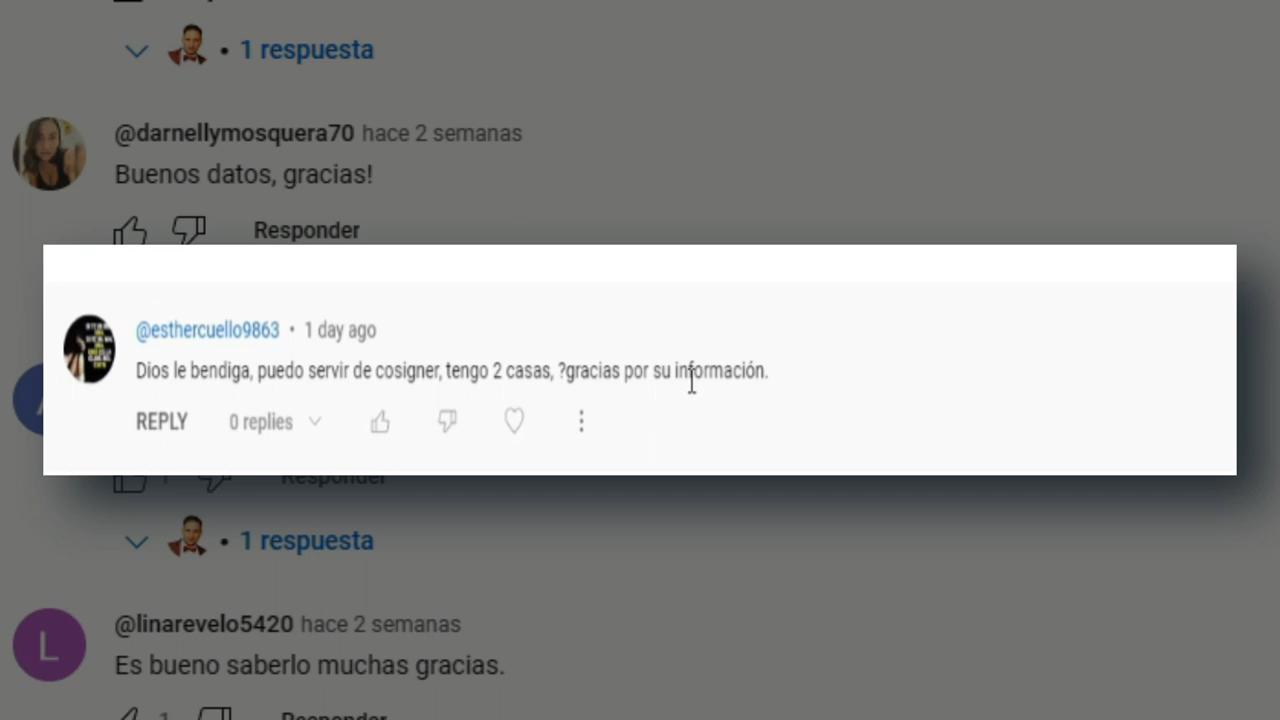 • 1 respuesta
@darnellymosquera70 hace 2 semanas
Buenos datos, gracias!
Responder
@esthercuello9863 • 1 day ago
Dios le bendiga, puedo servir de cosigner, tengo 2 casas, ?gracias por su información.
REPLY 0 replies
Responder
• 1 respuesta
L
@linarevelo5420 hace 2 semanas
Es bueno saberlo muchas gracias.
1 Responder